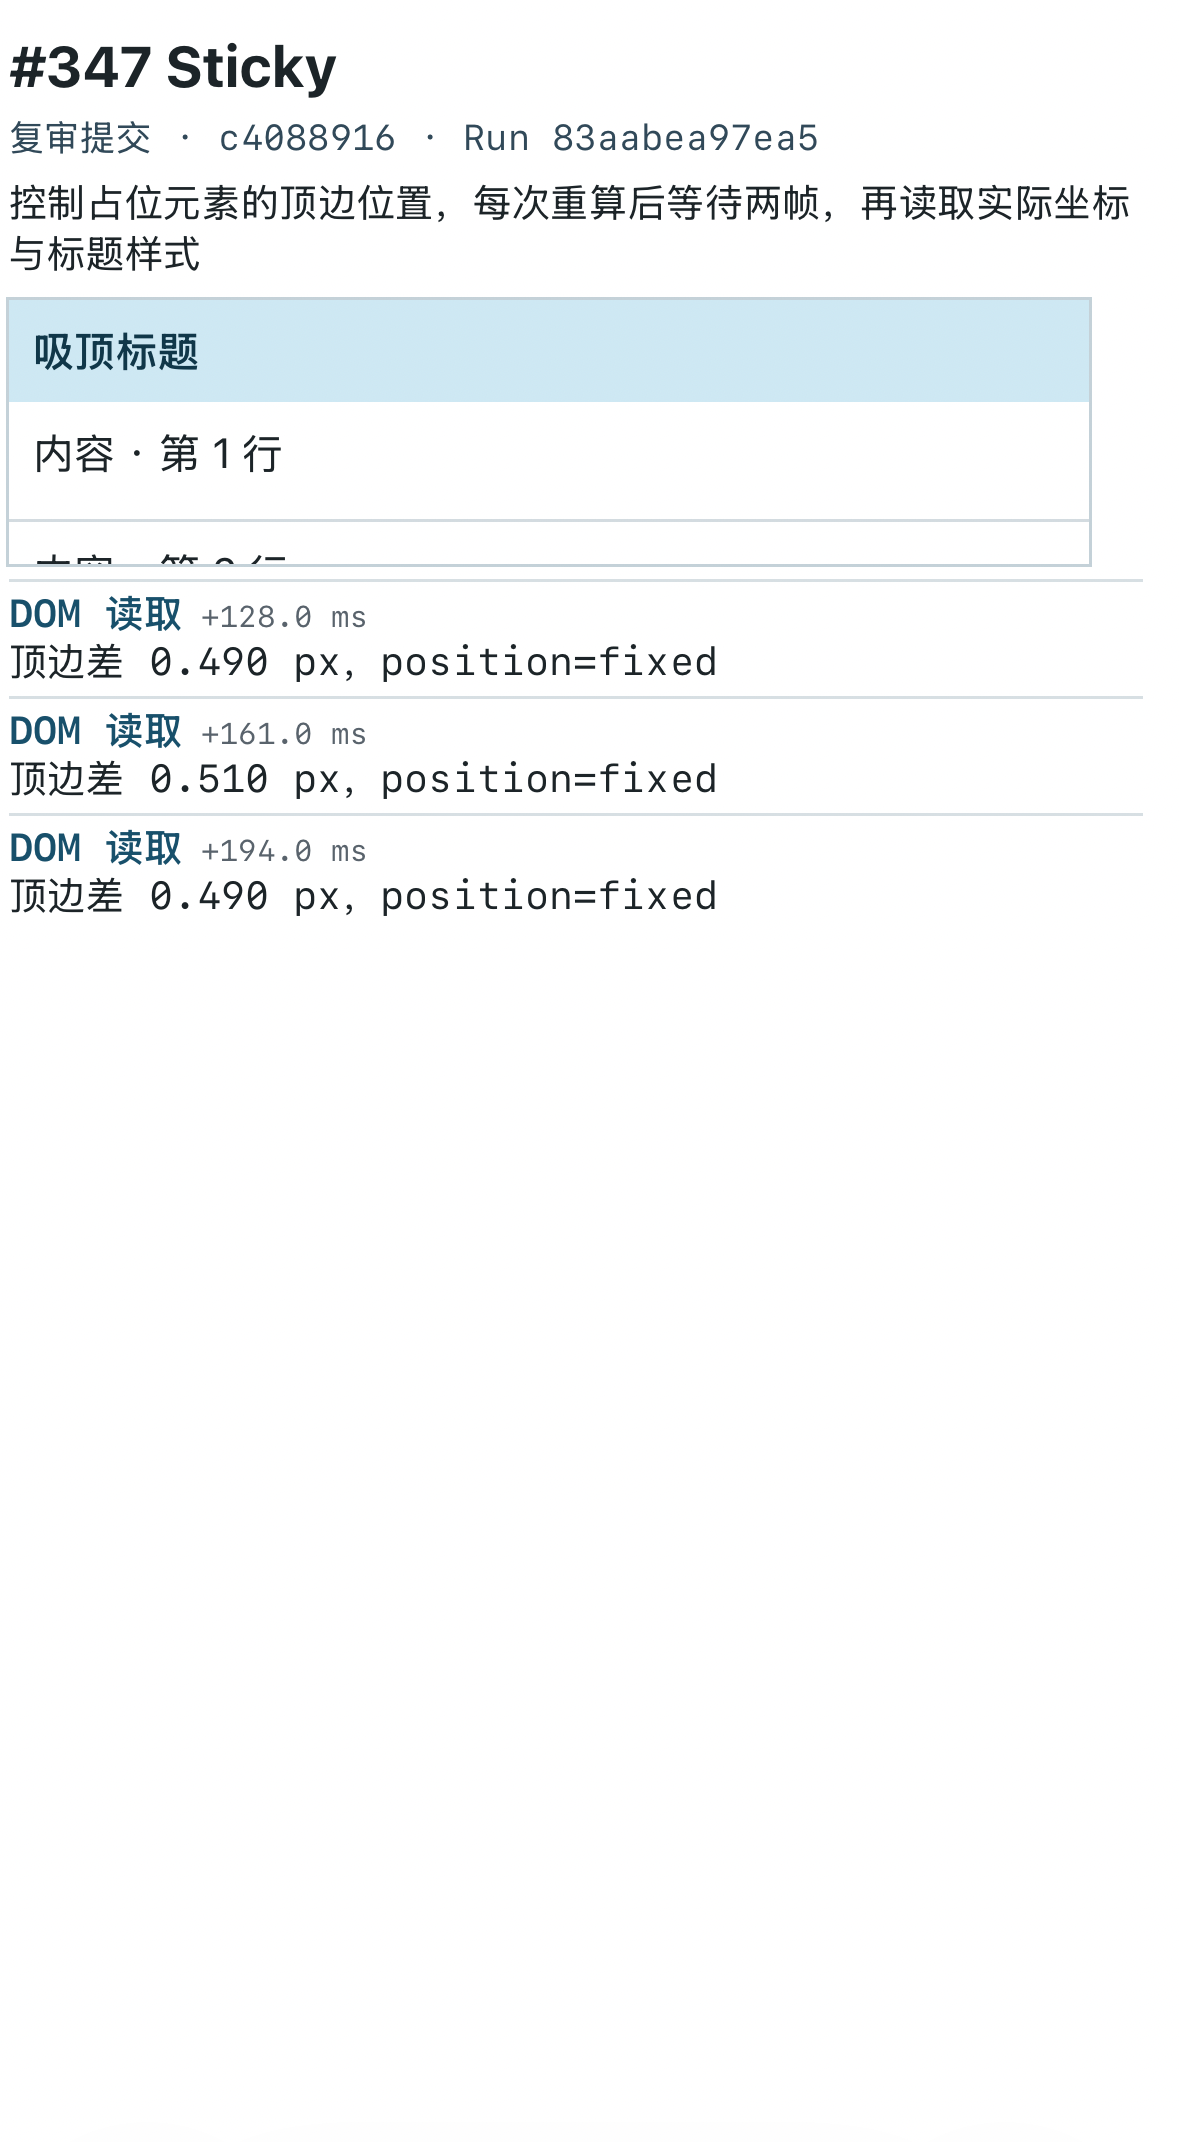 #347 Sticky
复审提交 · c4088916 · Run 83aabea97ea5
控制占位元素的顶边位置，每次重算后等待两帧，再读取实际坐标
与标题样式
吸顶标题
内容 · 第 1 行
DOM 读取 +128.0 ms
顶边差 0.490 px，position=fixed
DOM 读取 +161.0 ms
顶边差 0.510 px，position=fixed
DOM 读取 +194.0 ms
顶边差 0.490 px，position=fixed